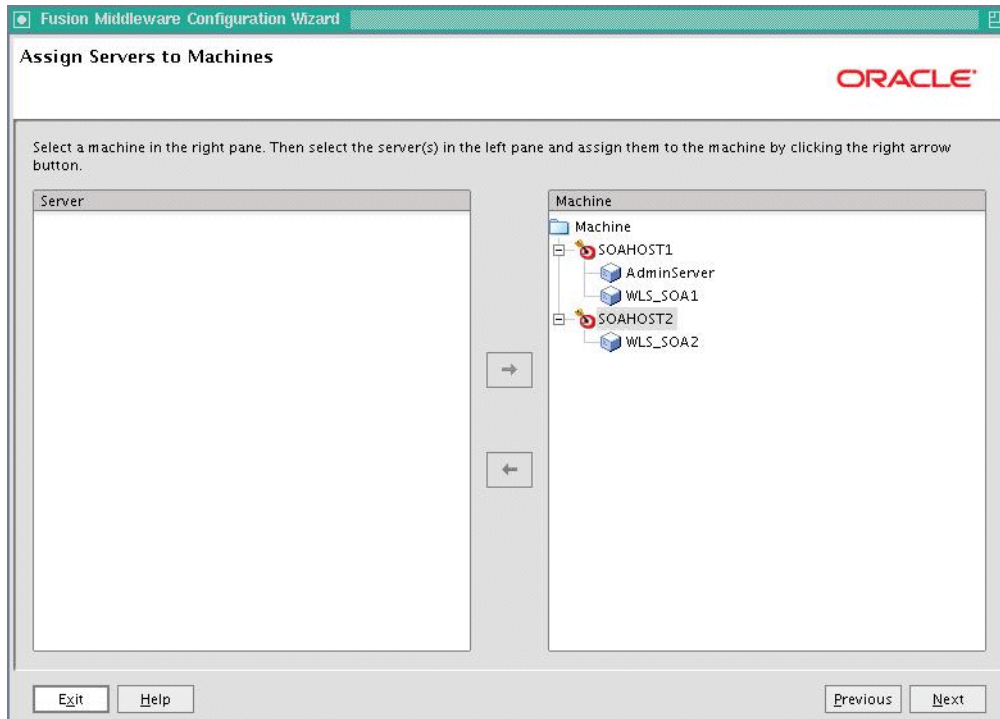 Fusion Middleware Configuration Wizard
Assign Servers to Machines
ORACLE
Select a machine in the right pane. Then select the server(s) in the left pane and assign them to the machine by clicking the right arrow
button.
Server
Machine
Machine
SOAHOST1
AdminServer
WLS_SOA1
SOAHOST2
WLS_SOA2
Exit
Help
Previous
Next